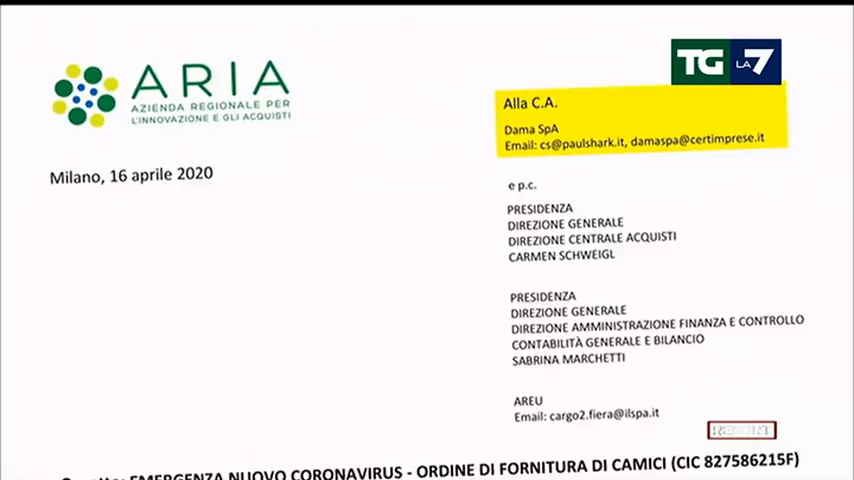 TG LA 7
ARIA
AZIENDA REGIONALE PER
L'INNOVAZIONE E GLI ACQUISTI
Milano, 16 aprile 2020
Alla C.A.
Dama SpA
Email: cs@paulshark.it, damaspa@certimprese.it
e p.c.
PRESIDENZA
DIREZIONE GENERALE
DIREZIONE CENTRALE ACQUISTI
CARMEN SCHWEIGL
PRESIDENZA
DIREZIONE GENERALE
DIREZIONE AMMINISTRAZIONE FINANZA E CONTROLLO
CONTABILITÀ GENERALE E BILANCIO
SABRINA MARCHETTI
AREU
Email: cargo2.fiera@ilspa.it
REPORT
EMERGENZA NUOVO CORONAVIRUS - ORDINE DI FORNITURA DI CAMICI (CIC 827586215F)